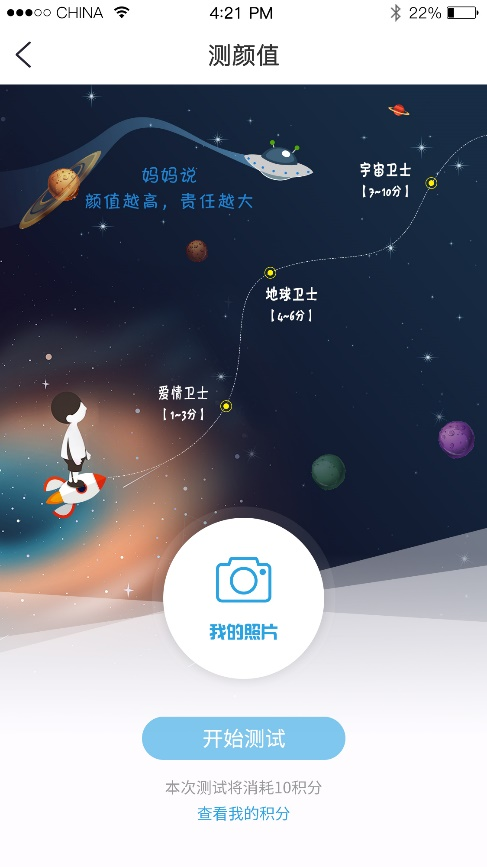 CHINA 4:21 PM 22%
测颜值
妈妈说
颜值越高，责任越大
宇宙卫士
【7~10分】
地球卫士
【4~6分】
爱情卫士
【1~3分】
我的照片
开始测试
本次测试将消耗10积分
查看我的积分